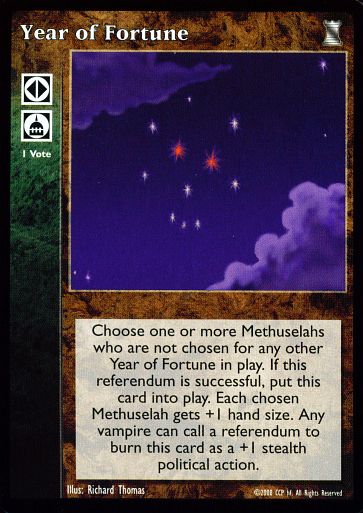 Year of Fortune
1 Vote
Choose one or more Methuselahs
who are not chosen for any other
Year of Fortune in play. If this
referendum is successful, put this
card into play. Each chosen
Methuselah gets +1 hand size. Any
vampire can call a referendum to
burn this card as a +1 stealth
political action.
Illus: Richard Thomas
©2008 CCP hf. All Rights Reserved